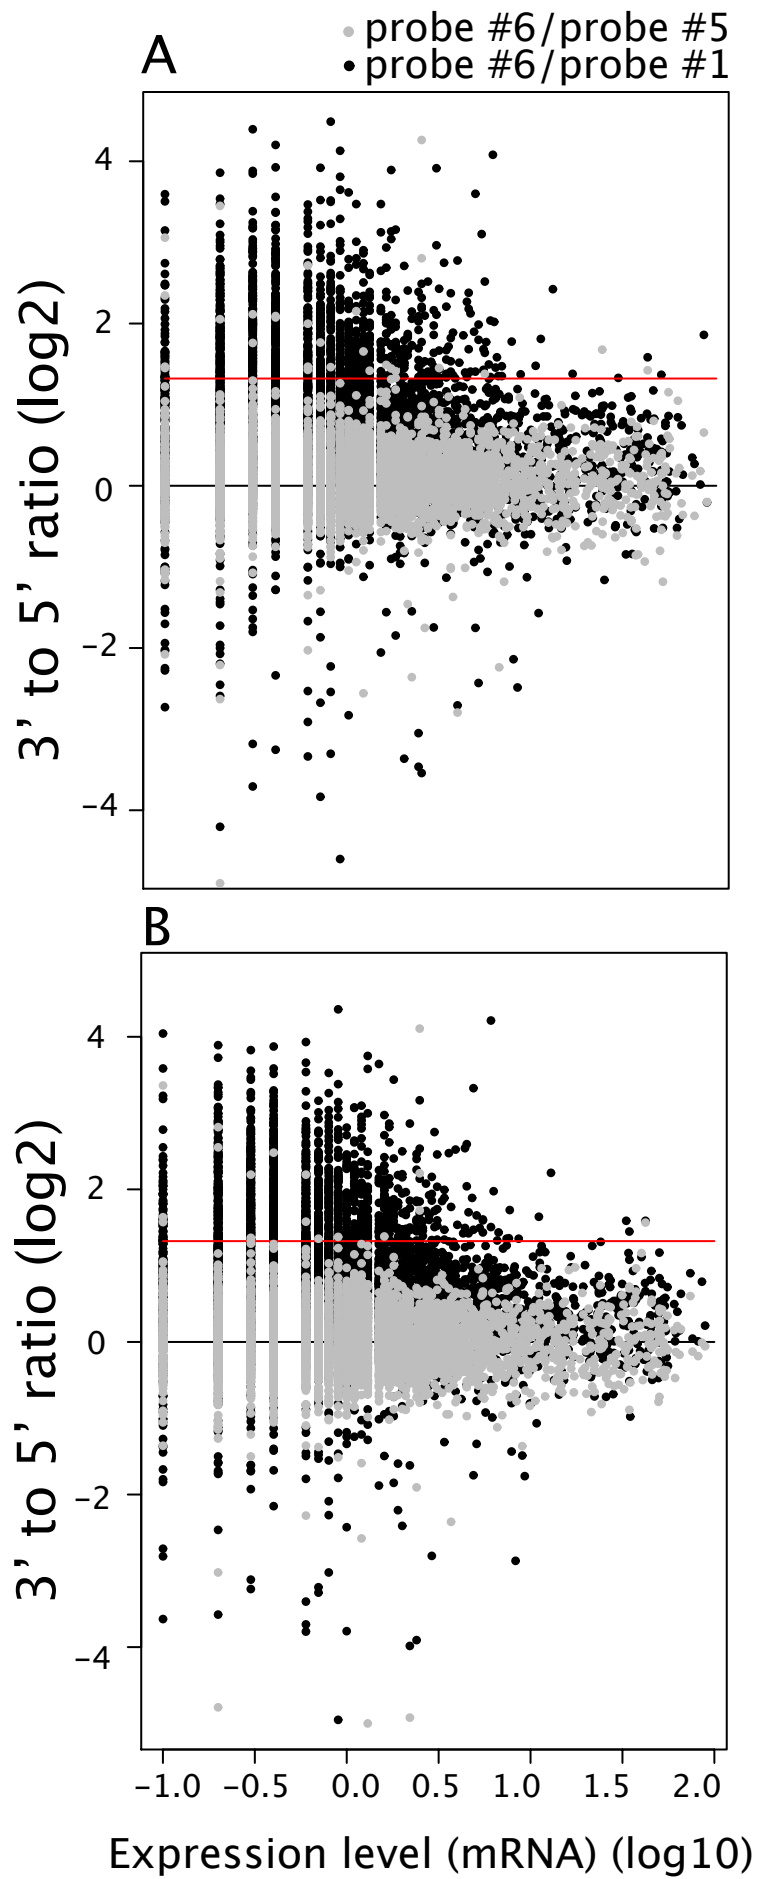 A
probe #6/probe #5
probe #6/probe #1
4
2
0
−2
−4
3’ to 5’ ratio (log2)
B
4
2
0
−2
−4
3’ to 5’ ratio (log2)
−1.0 −0.5 0.0 0.5 1.0 1.5 2.0
Expression level (mRNA) (log10)